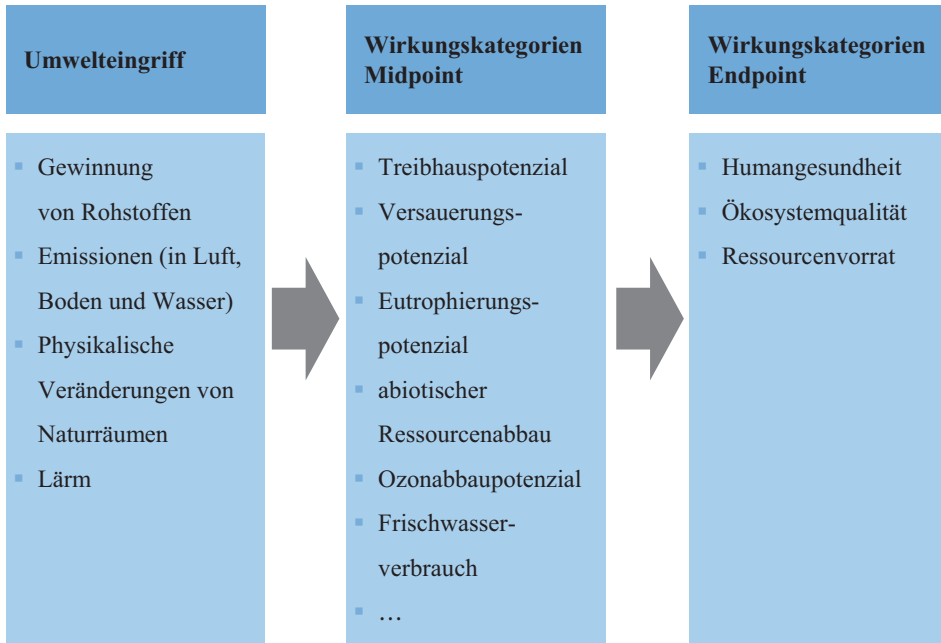 Umwelteingriff
Wirkungskategorien
Midpoint
Wirkungskategorien
Endpoint
Gewinnung
von Rohstoffen
Emissionen (in Luft,
Boden und Wasser)
Physikalische
Veränderungen von
Naturräumen
Lärm
Treibhauspotenzial
Versauerungs-
potenzial
Eutrophierungs-
potenzial
abiotischer
Ressourcenabbau
Ozonabbaupotenzial
Frischwasser-
verbrauch
…
Humangesundheit
Ökosystemqualität
Ressourcenvorrat